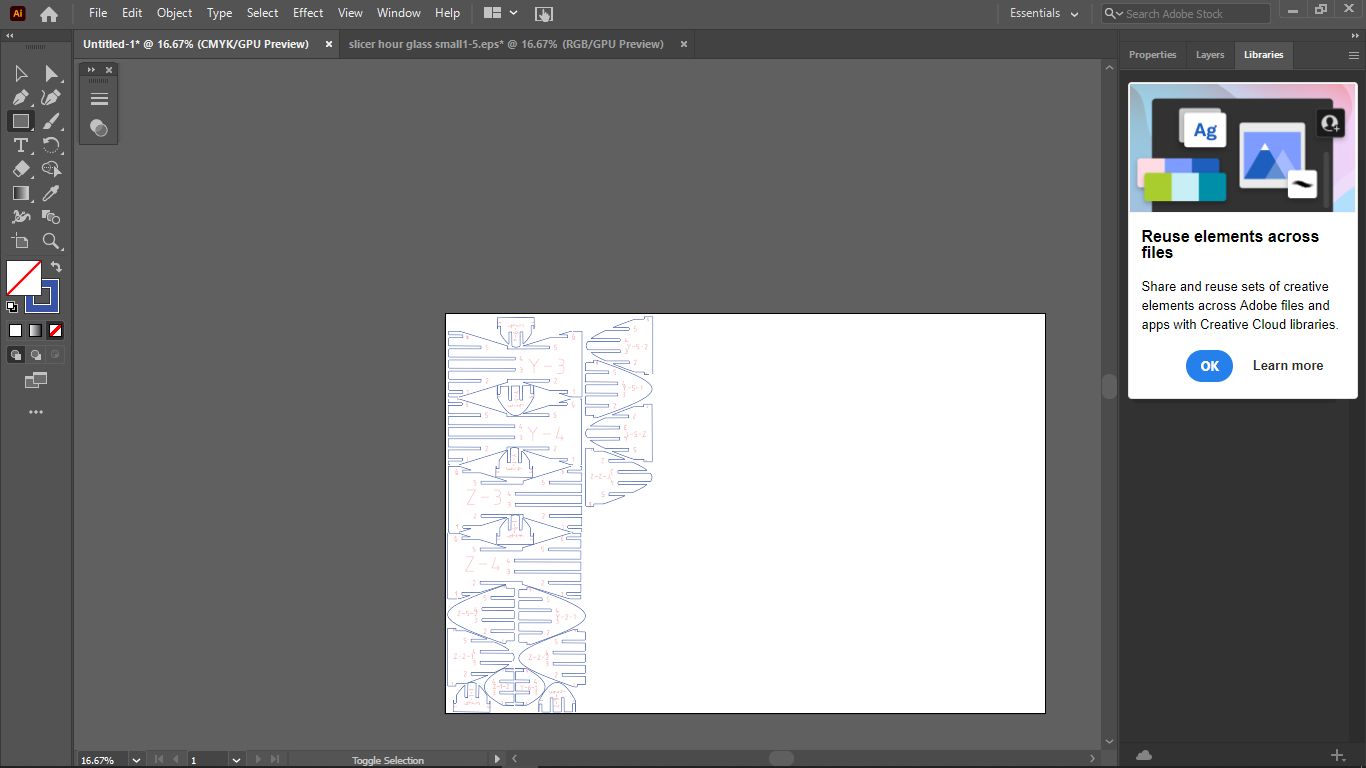 Ai File Edit Object Type Select Effect View Window Help
Essentials
Search Adobe Stock
Untitled-1* @ 16.67% (CMYK/GPU Preview) ×
slicer hour glass small1-5.eps* @ 16.67% (RGB/GPU Preview) ×
Properties Layers Libraries
Ag
Reuse elements across
files
Share and reuse sets of creative
elements across Adobe files and
apps with Creative Cloud libraries.
OK Learn more
Y-3
Y-4
Z-3
Z-4
16.67%
1
Toggle Selection